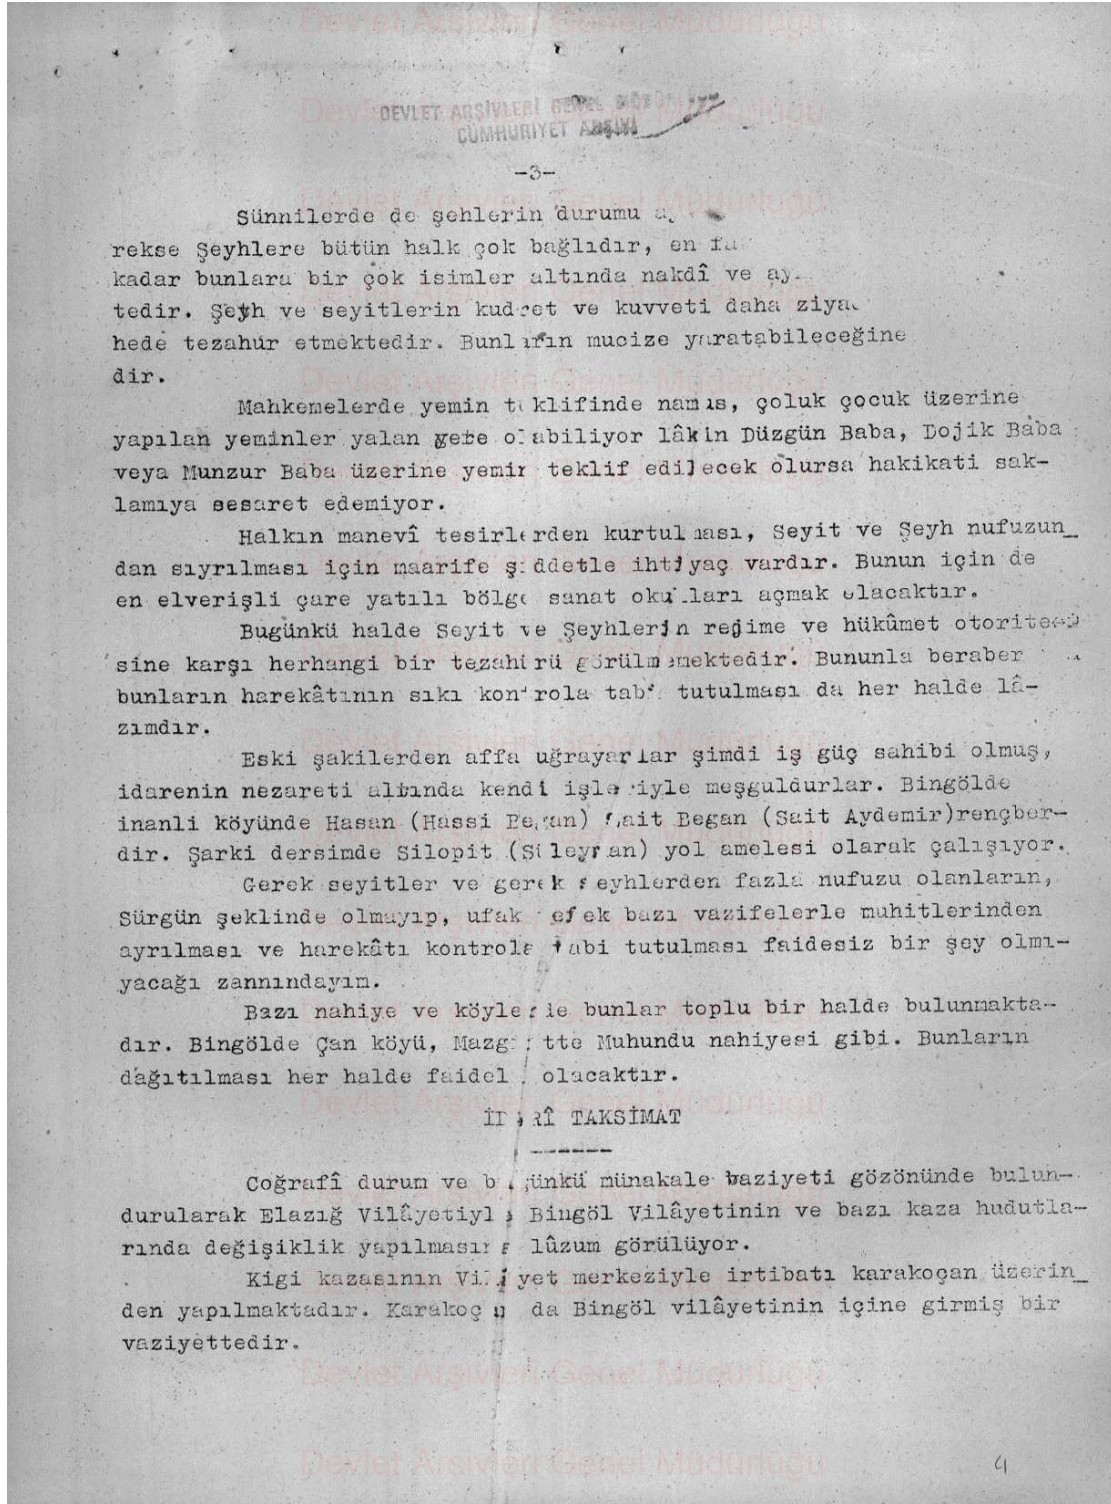 Devlet Arşivleri Genel Müdürlüğü
DEVLET ARŞİVLERİ GENEL
CUMHURİYET ARŞİVİ
-3-
Sünnilerde de şehlerin durumu
rekse Şeyhlere bütün halk çok bağlıdır, en
kadar bunlara bir çok isimler altında nakdî ve
tedir. Şeyh ve seyitlerin kudret ve kuvveti daha
hede tezahür etmektedir. Bunların mucize yaratabileceğine
dir.
Mahkemelerde yemin teklifinde namus, çoluk çocuk üzerine
yapılan yeminler yalan yere olabiliyor lâkin Düzgün Baba, Dojik Baba
veya Munzur Baba üzerine yemin teklif edilecek olursa hakikati sak-
lamıya sesaret edemiyor.
Halkın manevî tesirlerden kurtulması, Seyit ve Şeyh nufuzun_
dan sıyrılması için maarife şiddetle ihtiyaç vardır. Bunun için de
en elverişli çare yatılı bölge sanat okulları açmak olacaktır.
Bugünkü halde Seyit ve Şeyhlerin rejime ve hükûmet
sine karşı herhangi bir tezahürü görülmemektedir. Bununla beraber
bunların harekâtının sıkı kontrola tabi tutulması da her halde lâ-
zımdır.
Eski şakilerden affa uğrayanlar şimdi iş güç sahibi olmuş,
idarenin nezareti altında kendi işleriyle meşguldurlar. Bingölde
inanli köyünde Hasan (Hassi Began) Sait Began (Sait Aydemir)rençber-
dir. Şarki dersimde Silopit (Süleyman) yol amelesi olarak çalışıyor.
Gerek seyitler ve gerek şeyhlerden fazla nufuzu olanların,
Sürgün şeklinde olmayıp, ufak tefek bazı vazifelerle muhitlerinden
ayrılması ve harekâtı kontrole tabi tutulması faidesiz bir şey olmı-
yacağı zannındayım.
Bazı nahiye ve köylerde bunlar toplu bir halde bulunmakta-
dır. Bingölde Çan köyü, Mazgirtte Muhundu nahiyesi gibi. Bunların
dağıtılması her halde faideli olacaktır.
İDARÎ TAKSİMAT
Coğrafî durum ve bugünkü münakale vaziyeti gözönünde bulun-
durularak Elazığ Vilâyetiyle Bingöl Vilâyetinin ve bazı kaza hudutla-
rında değişiklik yapılmasına lûzum görülüyor.
Kigi kazasının Vilâyet merkeziyle irtibatı karakoçan üzerin_
den yapılmaktadır. Karakoçan da Bingöl vilâyetinin içine girmiş bir
vaziyettedir.
4